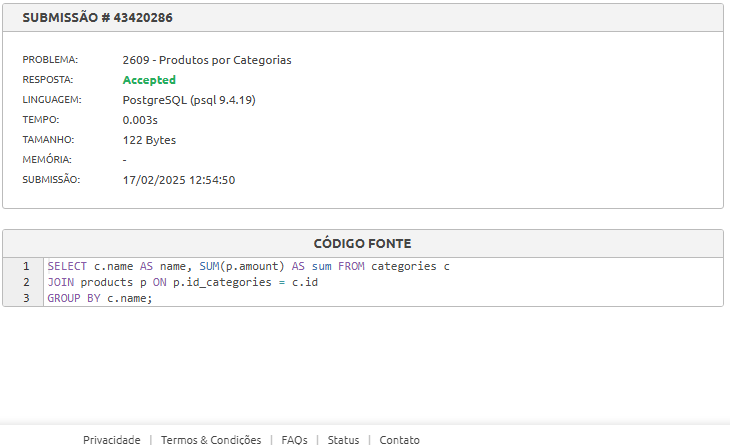 SUBMISSÃO # 43420286
PROBLEMA: 2609 - Produtos por Categorias
RESPOSTA: Accepted
LINGUAGEM: PostgreSQL (psql 9.4.19)
TEMPO: 0.003s
TAMANHO: 122 Bytes
MEMÓRIA: -
SUBMISSÃO: 17/02/2025 12:54:50
CÓDIGO FONTE
1 SELECT c.name AS name, SUM(p.amount) AS sum FROM categories c
2 JOIN products p ON p.id_categories = c.id
3 GROUP BY c.name;
Privacidade | Termos & Condições | FAQs | Status | Contato